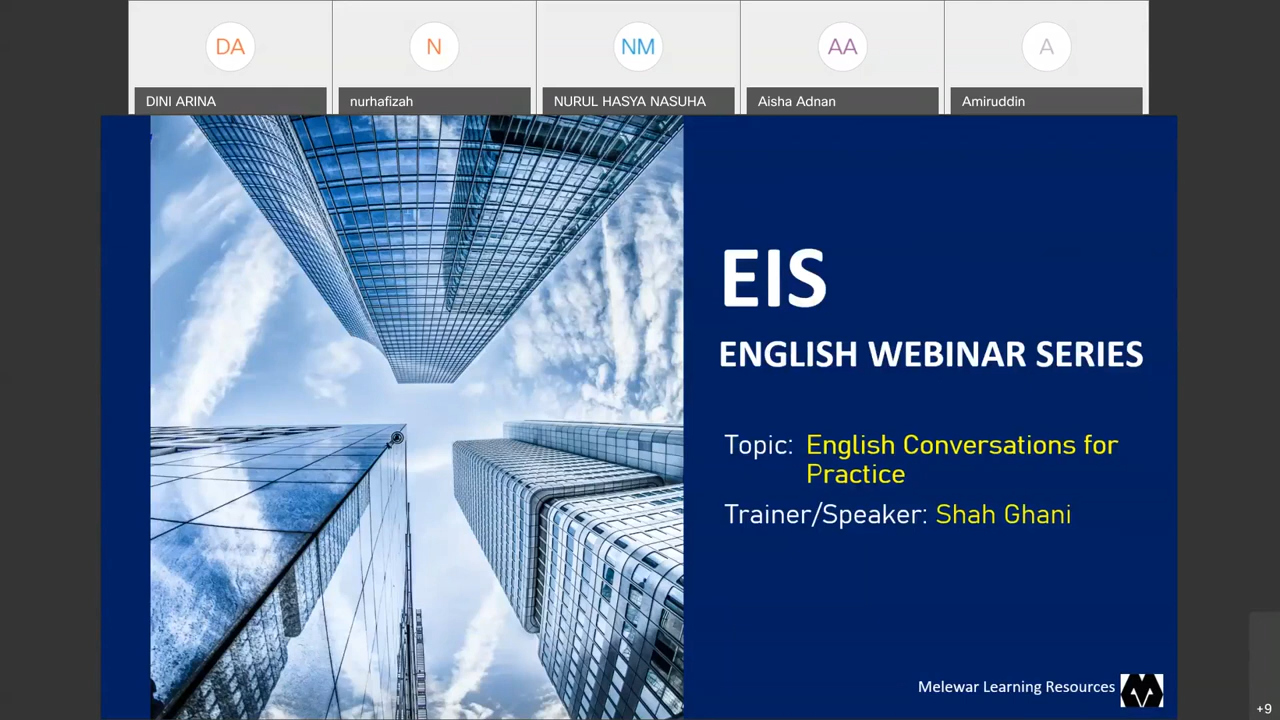 DA
N
NM
AA
A
DINI ARINA
nurhafizah
NURUL HASYA NASUHA
Aisha Adnan
Amiruddin
EIS
ENGLISH WEBINAR SERIES
Topic: English Conversations for
Practice
Trainer/Speaker: Shah Ghani
Melewar Learning Resources
+9